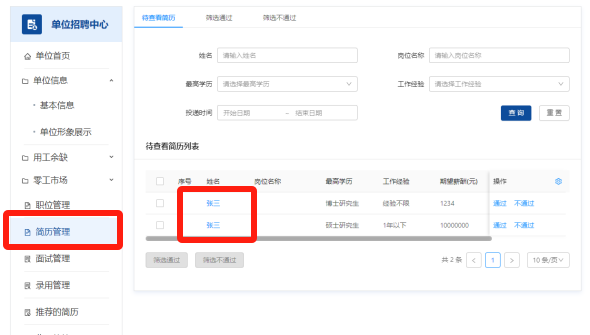 单位招聘中心
单位首页
单位信息
基本信息
单位形象展示
用工余缺
零工市场
职位管理
简历管理
面试管理
录用管理
推荐的简历
待查看简历 筛选通过 筛选不通过
姓名 请输入姓名 岗位名称 请输入岗位名称
最高学历 请选择最高学历 工作经验 请选择工作经验
投递时间 开始日期 - 结束日期 查询 重置
待查看简历列表
序号 姓名 岗位名称 最高学历 工作经验 期望薪酬(元) 操作
张三 博士研究生 经验不限 1234 通过 不通过
张三 硕士研究生 1年以下 10000000 通过 不通过
筛选通过 筛选不通过 共 2 条 < 1 > 10 条/页